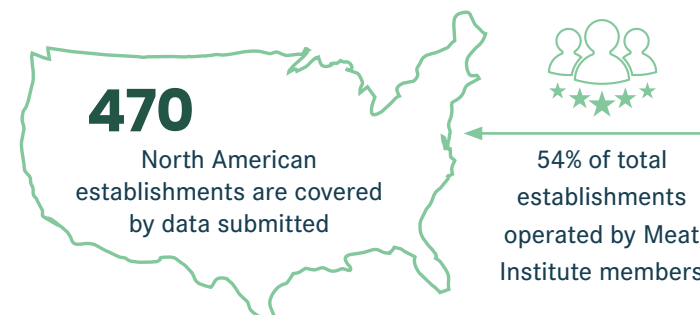 470
North American
establishments are covered
by data submitted
54% of total
establishments
operated by Meat
Institute members